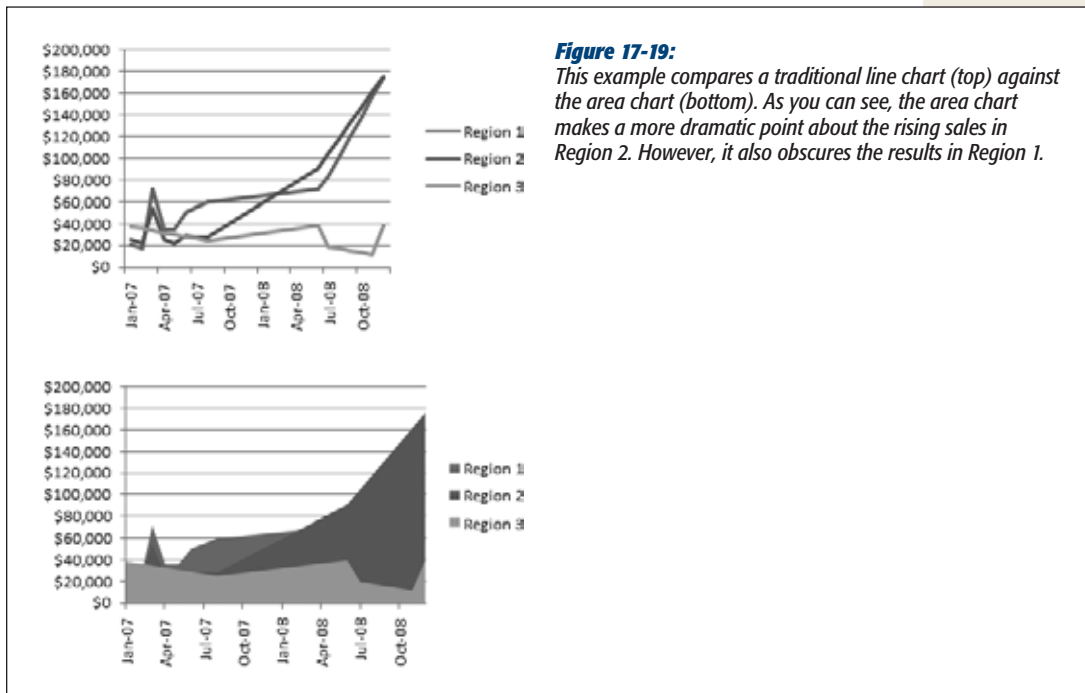 $200,000
$180,000
$160,000
$140,000
$120,000
$100,000
$80,000
$60,000
$40,000
$20,000
$0
Jan-07
Apr-07
Jul-07
Oct-07
Jan-08
Apr-08
Jul-08
Oct-08
Region 1
Region 2
Region 3
Figure 17-19:
This example compares a traditional line chart (top) against
the area chart (bottom). As you can see, the area chart
makes a more dramatic point about the rising sales in
Region 2. However, it also obscures the results in Region 1.
$200,000
$180,000
$160,000
$140,000
$120,000
$100,000
$80,000
$60,000
$40,000
$20,000
$0
Jan-07
Apr-07
Jul-07
Oct-07
Jan-08
Apr-08
Jul-08
Oct-08
Region 1
Region 2
Region 3